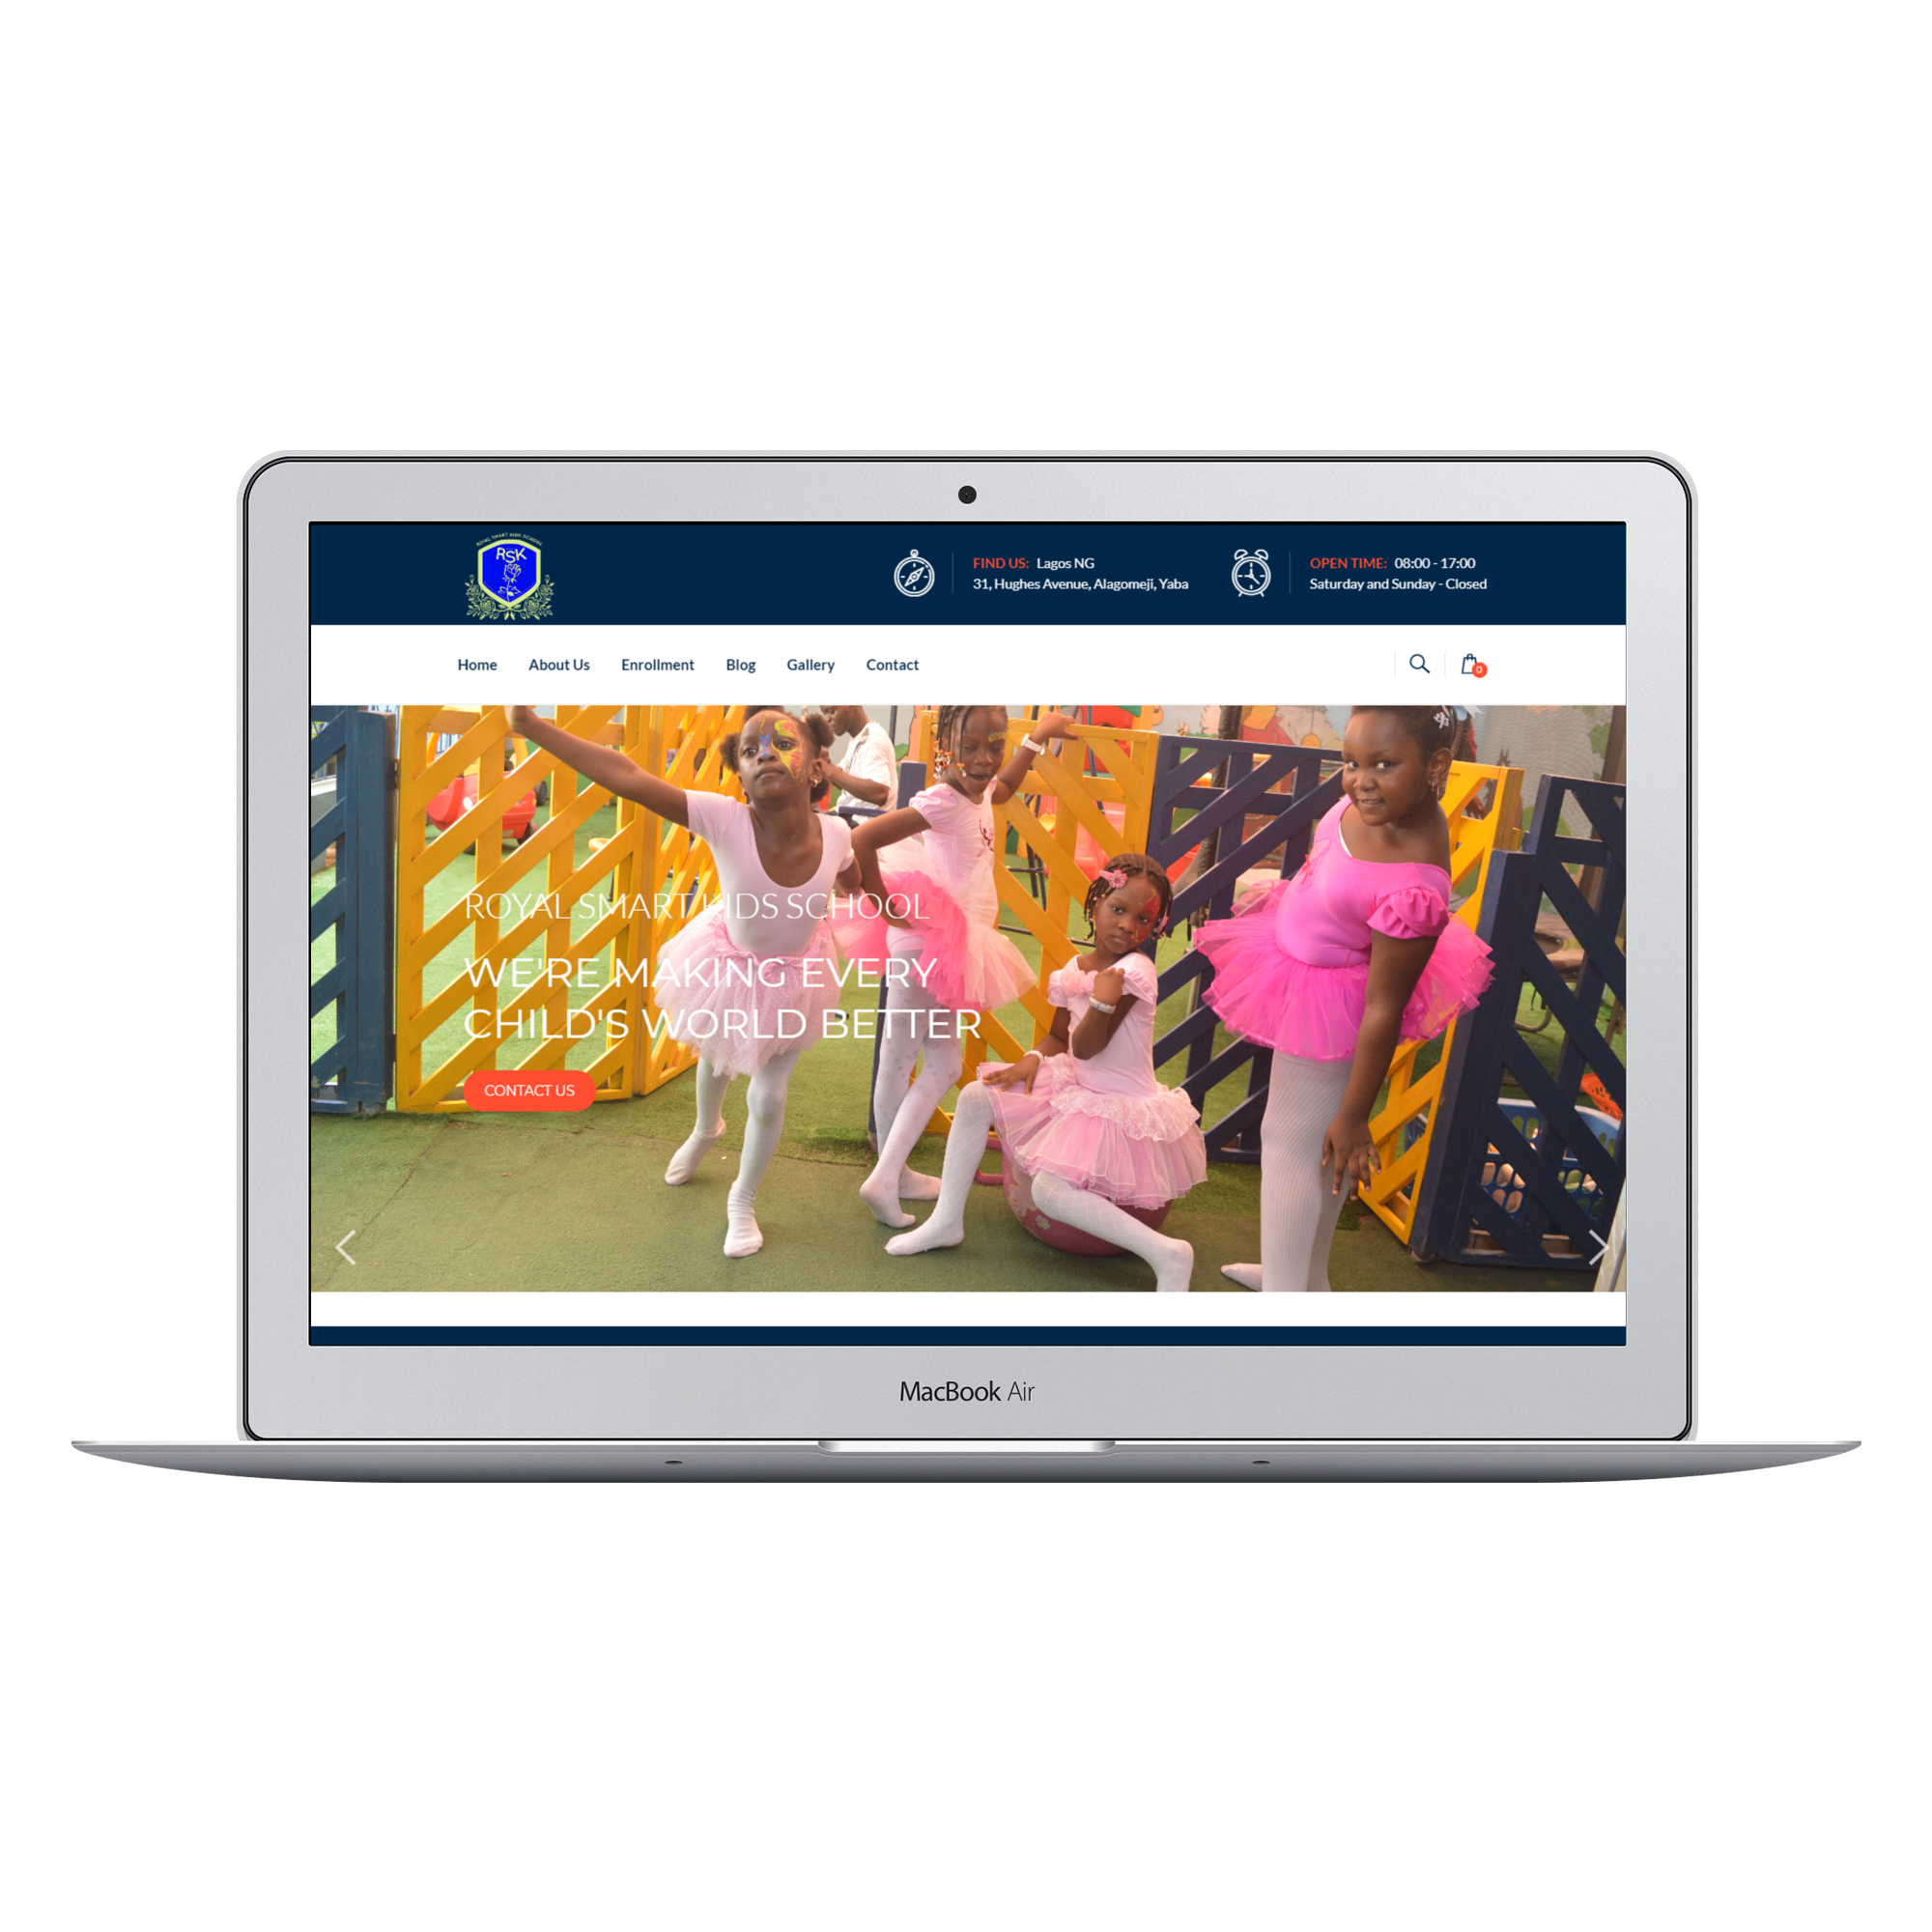 ROYAL SMART KIDS SCHOOL
RSK
FIND US: Lagos NG
31, Hughes Avenue, Alagomeji, Yaba
OPEN TIME: 08:00 - 17:00
Saturday and Sunday - Closed
Home About Us Enrollment Blog Gallery Contact
0
ROYAL SMART KIDS SCHOOL
WE'RE MAKING EVERY
CHILD'S WORLD BETTER
CONTACT US
MacBook Air